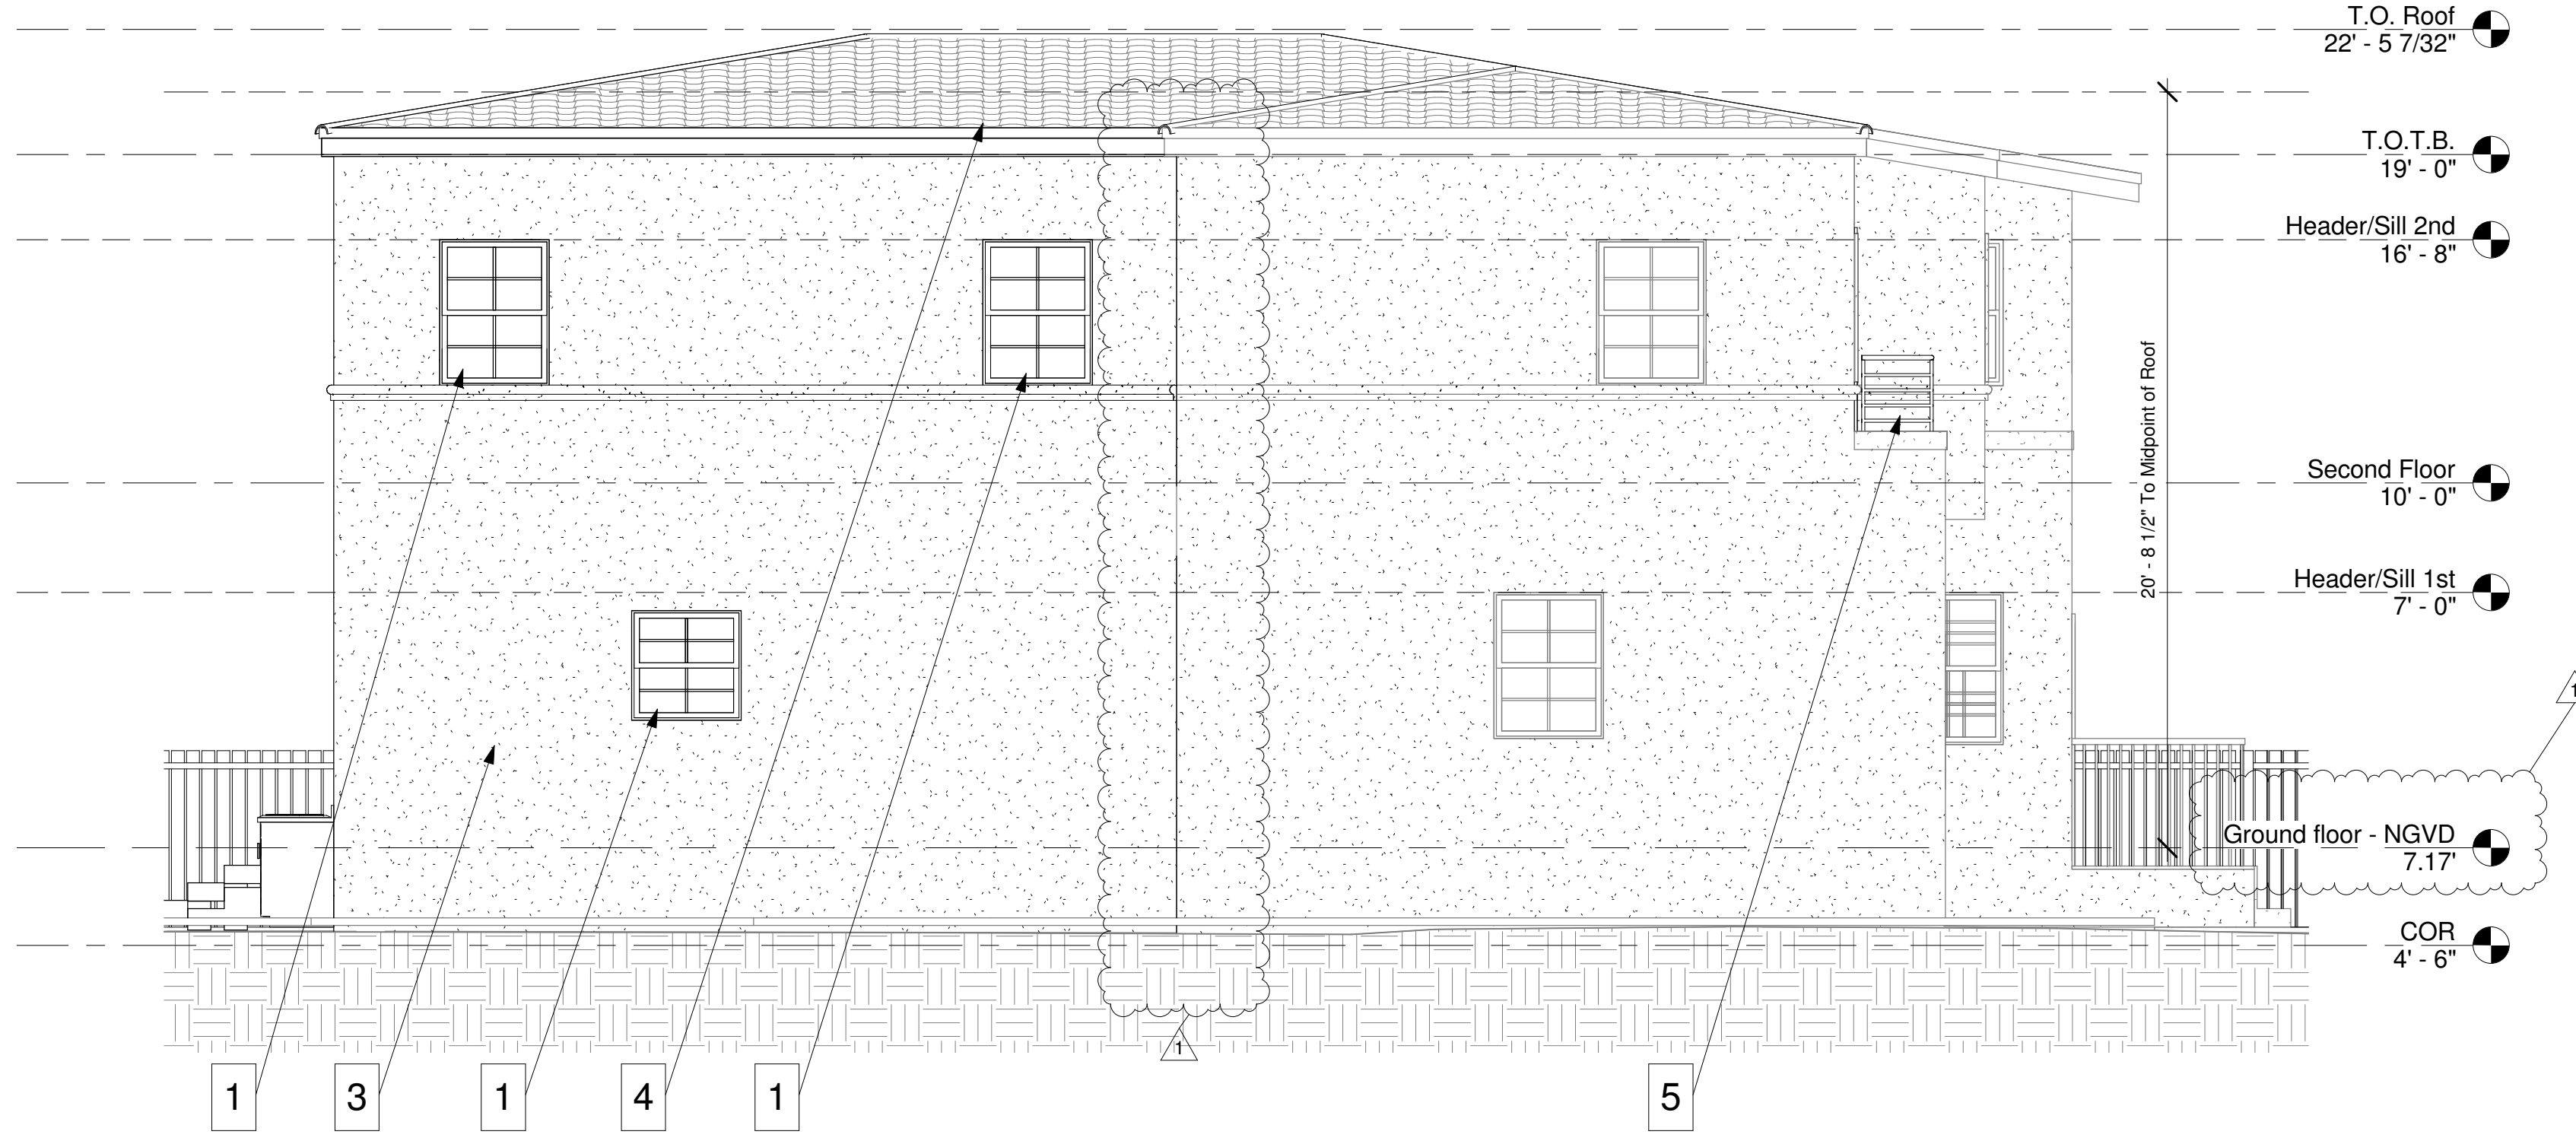 T.O. Roof
22' - 5 7/32"
T.O.T.B.
19' - 0"
Header/Sill 2nd
16' - 8"
20' - 8 1/2" To Midpoint of Roof
Second Floor
10' - 0"
Header/Sill 1st
7' - 0"
1
Ground floor - NGVD
7.17'
COR
4' - 6"
1
1
3
1
4
1
5